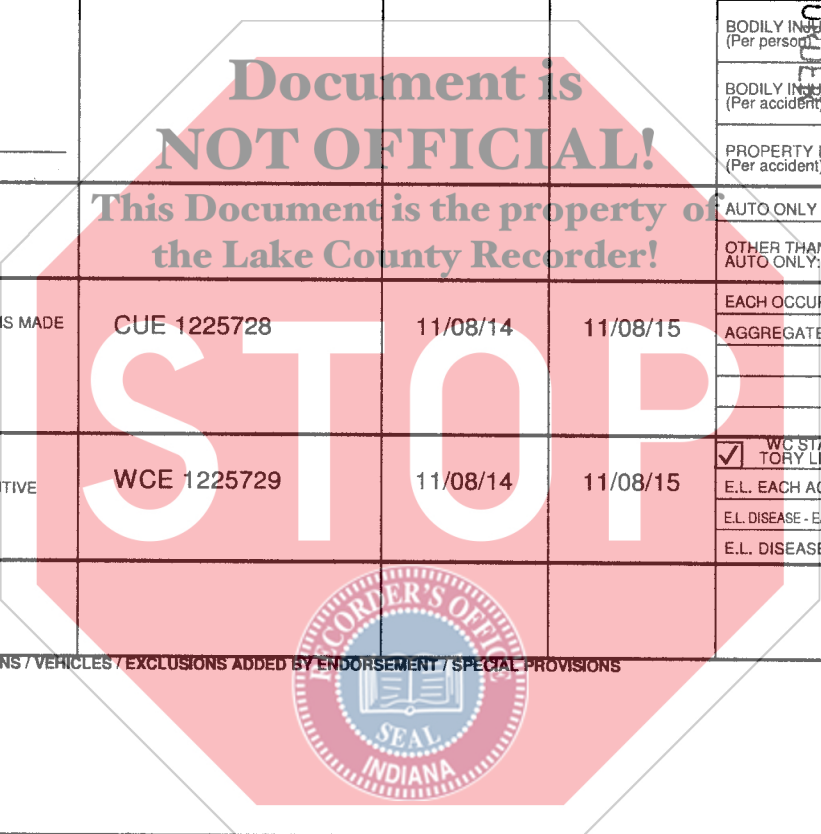 BODILY INJU
(Per person)
BODILY INJU
(Per accident)
PROPERTY
(Per accident)
Document is
NOT OFFICIAL!
This Document is the property of
the Lake County Recorder!
AUTO ONLY
OTHER THAN
AUTO ONLY:
EACH OCCUR
IS MADE CUE 1225728 11/08/14 11/08/15
AGGREGATE
STOP
WC STA
TORY LI
UTIVE WCE 1225729 11/08/14 11/08/15
E.L. EACH AC
E.L. DISEASE - E
E.L. DISEASE
RECORDER'S OFFICE
SEAL
INDIANA
NS / VEHICLES / EXCLUSIONS ADDED BY ENDORSEMENT / SPECIAL PROVISIONS